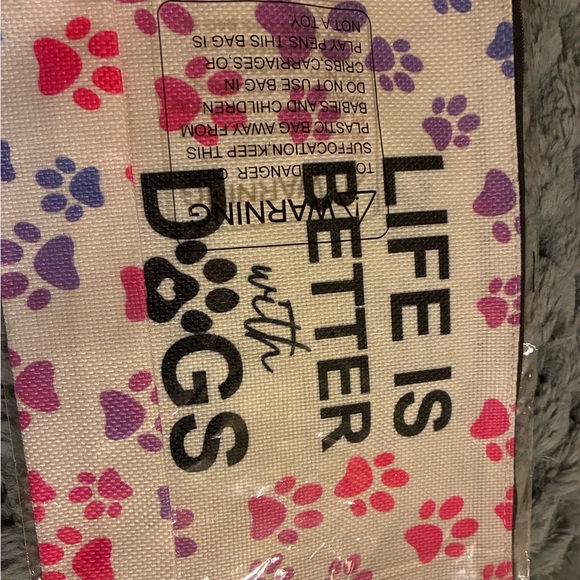 LIFE IS
BETTER
with
DOGS
WARNING
TO AVOID DANGER OF
SUFFOCATION.KEEP THIS
PLASTIC BAG AWAY FROM
BABIES AND CHILDREN
DO NOT USE BAG IN
CRIBS.CARRIAGES.OR
PLAY PENS.THIS BAG IS
NOT A TOY.